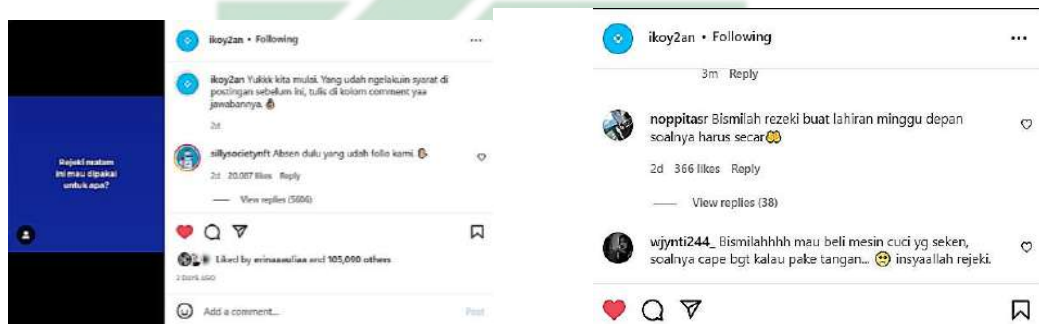 ikoy2an • Following
ikoy2an Yukkk kita mulai. Yang udah ngelakuin syarat di
postingan sebelum ini, tulis di kolom comment yaa
jawabannya.
2d
sillysocietynft Absen dulu yang udah follo kami.
2d 20.087 likes Reply
View replies (5606)
Rejeki malam
ini mau dipakai
untuk apa?
Liked by erinaaauliaa and 105,090 others
2 DAYS AGO
Add a comment...
Post
ikoy2an • Following
3m Reply
noppitasr Bismilah rezeki buat lahiran minggu depan
soalnya harus secar
2d 366 likes Reply
View replies (38)
wjynti244_ Bismilahhhh mau beli mesin cuci yg seken,
soalnya cape bgt kalau pake tangan... insyaallah rejeki.